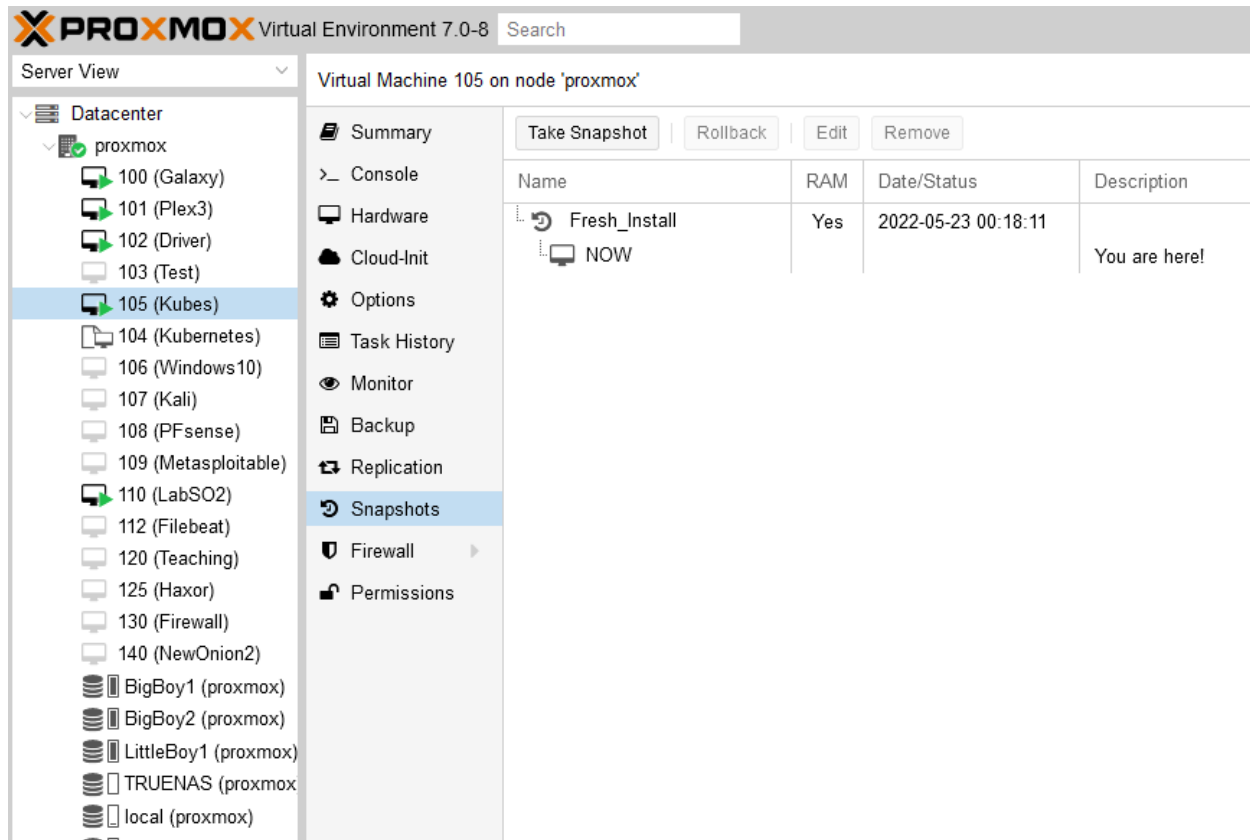 PROXMOX Virtual Environment 7.0-8 Search
Server View
Datacenter
proxmox
100 (Galaxy)
101 (Plex3)
102 (Driver)
103 (Test)
105 (Kubes)
104 (Kubernetes)
106 (Windows10)
107 (Kali)
108 (PFsense)
109 (Metasploitable)
110 (LabSO2)
112 (Filebeat)
120 (Teaching)
125 (Haxor)
130 (Firewall)
140 (NewOnion2)
BigBoy1 (proxmox)
BigBoy2 (proxmox)
LittleBoy1 (proxmox)
TRUENAS (proxmox
local (proxmox)
Virtual Machine 105 on node 'proxmox'
Summary
Console
Hardware
Cloud-Init
Options
Task History
Monitor
Backup
Replication
Snapshots
Firewall
Permissions
Take Snapshot Rollback Edit Remove
Name RAM Date/Status Description
Fresh_Install Yes 2022-05-23 00:18:11
NOW You are here!